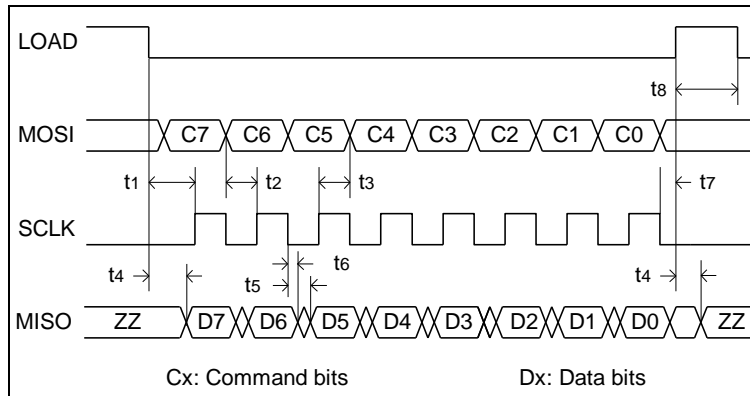 LOAD
t8
MOSI C7 C6 C5 C4 C3 C2 C1 C0
t1 t2 t3 t7
SCLK
t4 t5 t6 t4
MISO ZZ D7 D6 D5 D4 D3 D2 D1 D0 ZZ
Cx: Command bits Dx: Data bits